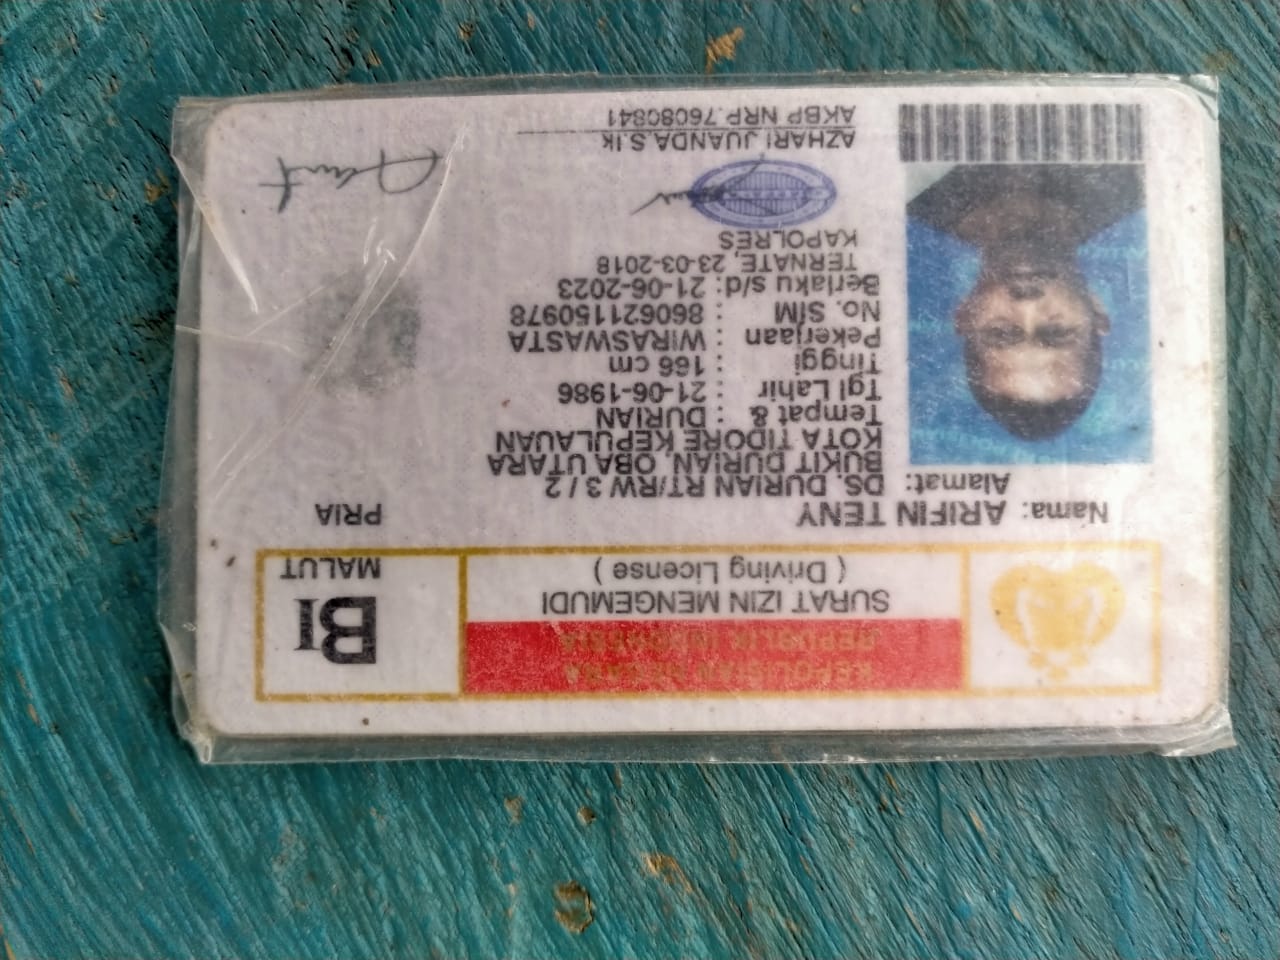 KEPOLISIAN NEGARA
REPUBLIK INDONESIA
SURAT IZIN MENGEMUDI
( Driving License )
BI
MALUT
Nama: ARIFIN TENY
PRIA
Alamat: DS. DURIAN RT/RW 3 / 2
BUKIT DURIAN, OBA UTARA
KOTA TIDORE KEPULAUAN
Tempat & : DURIAN
Tgl Lahir : 21-06-1986
Tinggi : 166 cm
Pekerjaan : WIRASWASTA
No. SIM : 860621150978
Berlaku s/d: 21-06-2023
TERNATE, 23-03-2018
KAPOLRES
AZHARI JUANDA,S.Ik
AKBP NRP.76080841